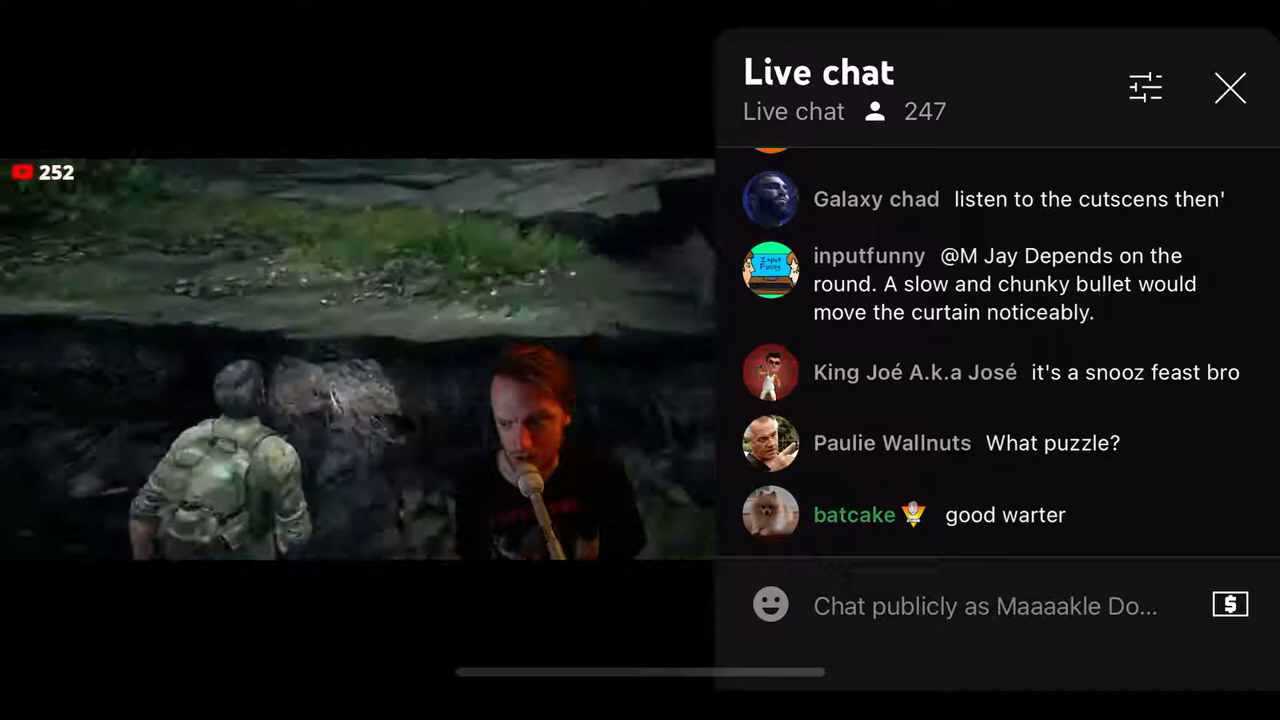 252
Live chat
Live chat 247
Galaxy chad listen to the cutscens then'
inputfunny @M Jay Depends on the
round. A slow and chunky bullet would
move the curtain noticeably.
Input
Funny
King Joé A.k.a José it's a snooz feast bro
Paulie Wallnuts What puzzle?
batcake good warter
Chat publicly as Maaaakle Do...
$